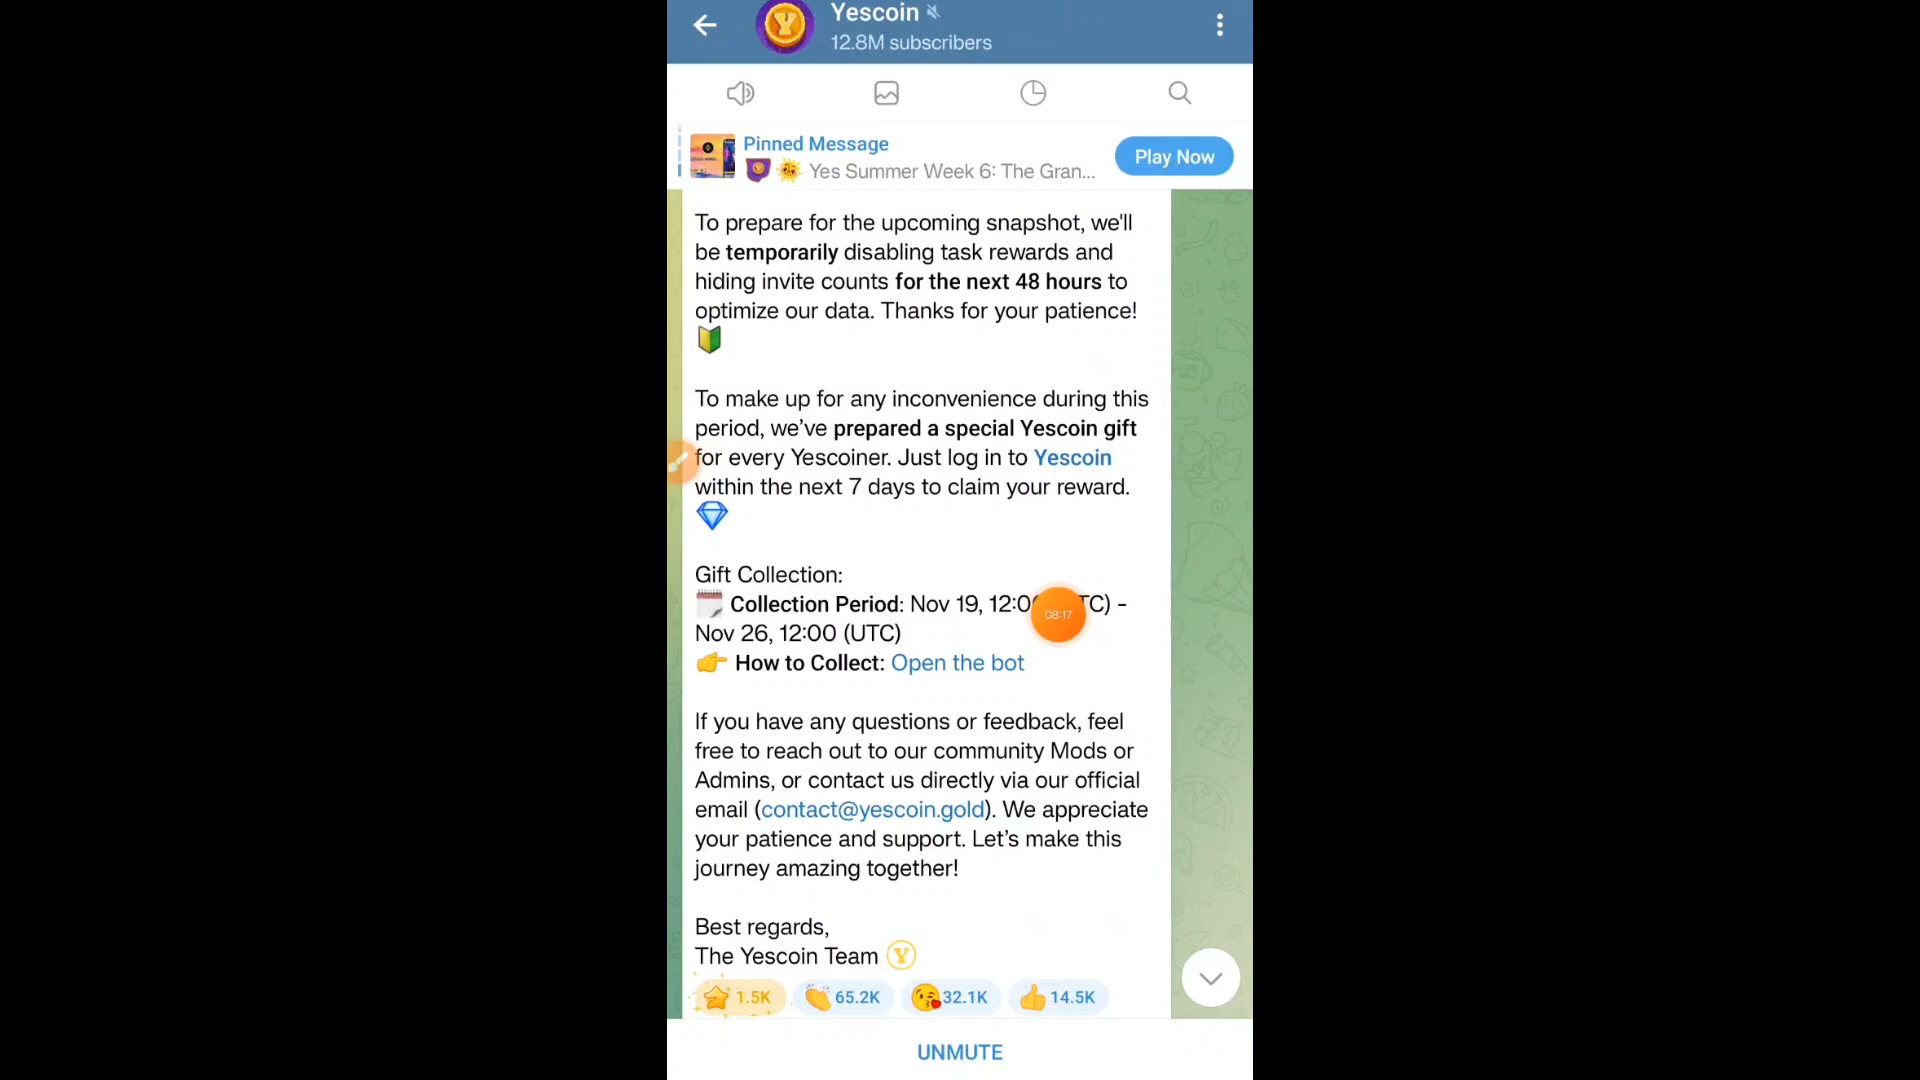 Yescoin
12.8M subscribers
Pinned Message
Yes Summer Week 6: The Gran...
Play Now
To prepare for the upcoming snapshot, we'll
be temporarily disabling task rewards and
hiding invite counts for the next 48 hours to
optimize our data. Thanks for your patience!
To make up for any inconvenience during this
period, we’ve prepared a special Yescoin gift
for every Yescoiner. Just log in to Yescoin
within the next 7 days to claim your reward.
Gift Collection:
Collection Period: Nov 19, 12:0 TC) -
08:17
Nov 26, 12:00 (UTC)
How to Collect: Open the bot
If you have any questions or feedback, feel
free to reach out to our community Mods or
Admins, or contact us directly via our official
email (contact@yescoin.gold). We appreciate
your patience and support. Let’s make this
journey amazing together!
Best regards,
The Yescoin Team
1.5K 65.2K 32.1K 14.5K
UNMUTE